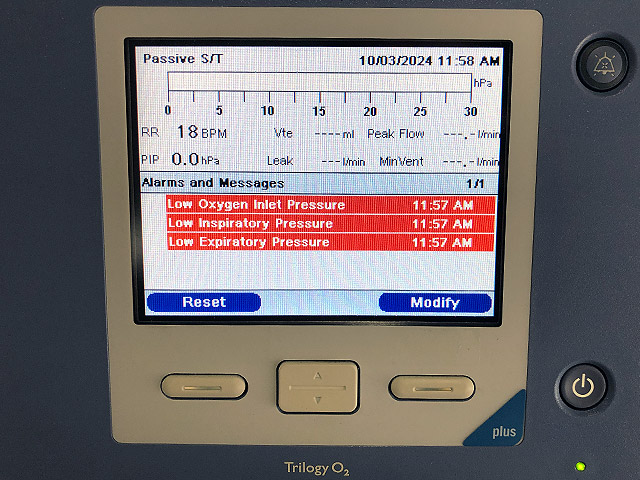 Passive S/T 10/03/2024 11:58 AM
hPa
0 5 10 15 20 25 30
RR 18 BPM Vte ---- ml Peak Flow ---.- l/min
PIP 0.0 hPa Leak --- l/min MinVent ---.- l/min
Alarms and Messages 1/1
Low Oxygen Inlet Pressure 11:57 AM
Low Inspiratory Pressure 11:57 AM
Low Expiratory Pressure 11:57 AM
Reset Modify
plus
Trilogy O₂